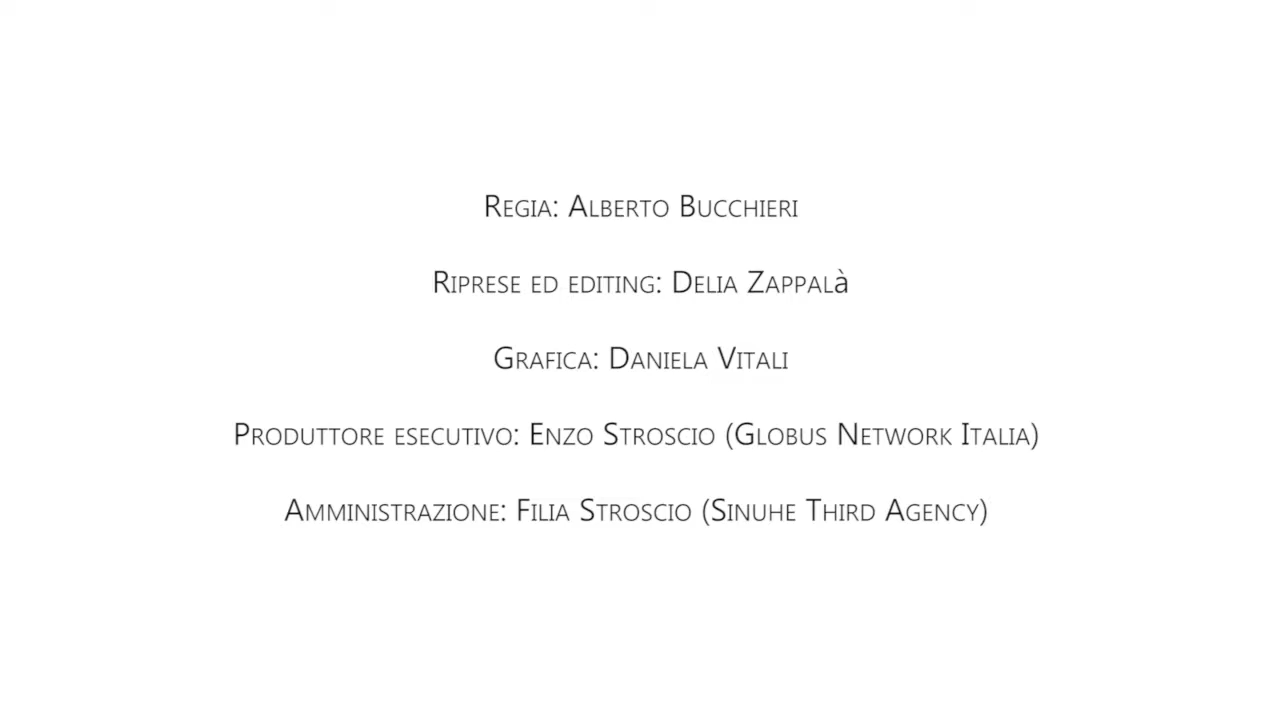 Regia: Alberto Bucchieri
Riprese ed editing: Delia Zappalà
Grafica: Daniela Vitali
Produttore esecutivo: Enzo Stroscio (Globus Network Italia)
Amministrazione: Filia Stroscio (Sinuhe Third Agency)